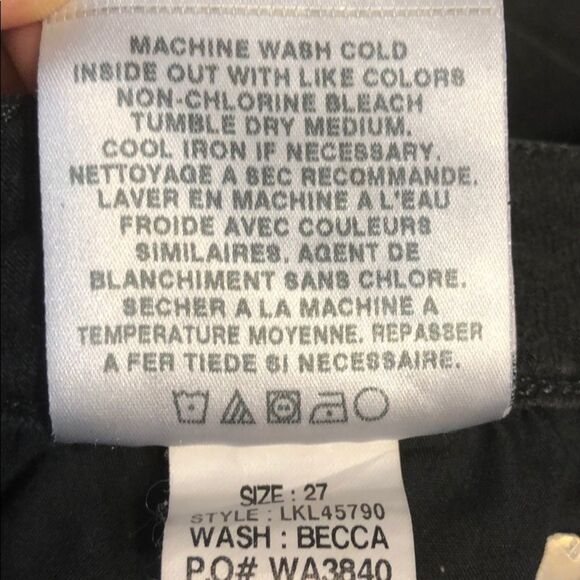 MACHINE WASH COLD
INSIDE OUT WITH LIKE COLORS
NON-CHLORINE BLEACH
TUMBLE DRY MEDIUM.
COOL IRON IF NECESSARY.
NETTOYAGE A SEC RECOMMANDE.
LAVER EN MACHINE A L'EAU
FROIDE AVEC COULEURS
SIMILAIRES. AGENT DE
BLANCHIMENT SANS CHLORE.
SECHER A LA MACHINE A
TEMPERATURE MOYENNE. REPASSER
A FER TIEDE SI NECESSAIRE.
SIZE : 27
STYLE : LKL45790
WASH : BECCA
P.O# WA3840